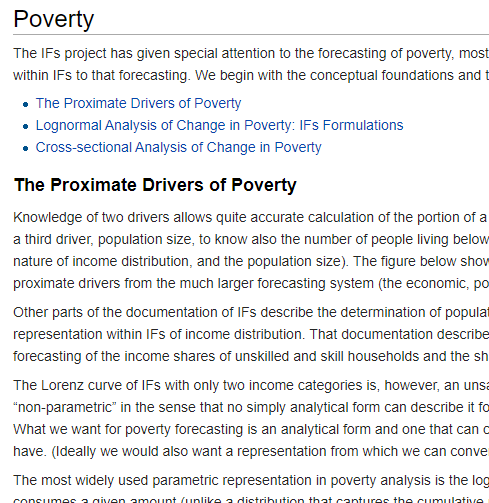 Poverty
The IFs project has given special attention to the forecasting of poverty, most
within IFs to that forecasting. We begin with the conceptual foundations and t
The Proximate Drivers of Poverty
Lognormal Analysis of Change in Poverty: IFs Formulations
Cross-sectional Analysis of Change in Poverty
The Proximate Drivers of Poverty
Knowledge of two drivers allows quite accurate calculation of the portion of a
a third driver, population size, to know also the number of people living below
nature of income distribution, and the population size). The figure below show
proximate drivers from the much larger forecasting system (the economic, po
Other parts of the documentation of IFs describe the determination of populat
representation within IFs of income distribution. That documentation describe
forecasting of the income shares of unskilled and skill households and the sh
The Lorenz curve of IFs with only two income categories is, however, an unsa
“non-parametric” in the sense that no simply analytical form can describe it fo
What we want for poverty forecasting is an analytical form and one that can c
have. (Ideally we would also want a representation from which we can conve
The most widely used parametric representation in poverty analysis is the log
consumes a given amount (unlike a distribution that captures the cumulative